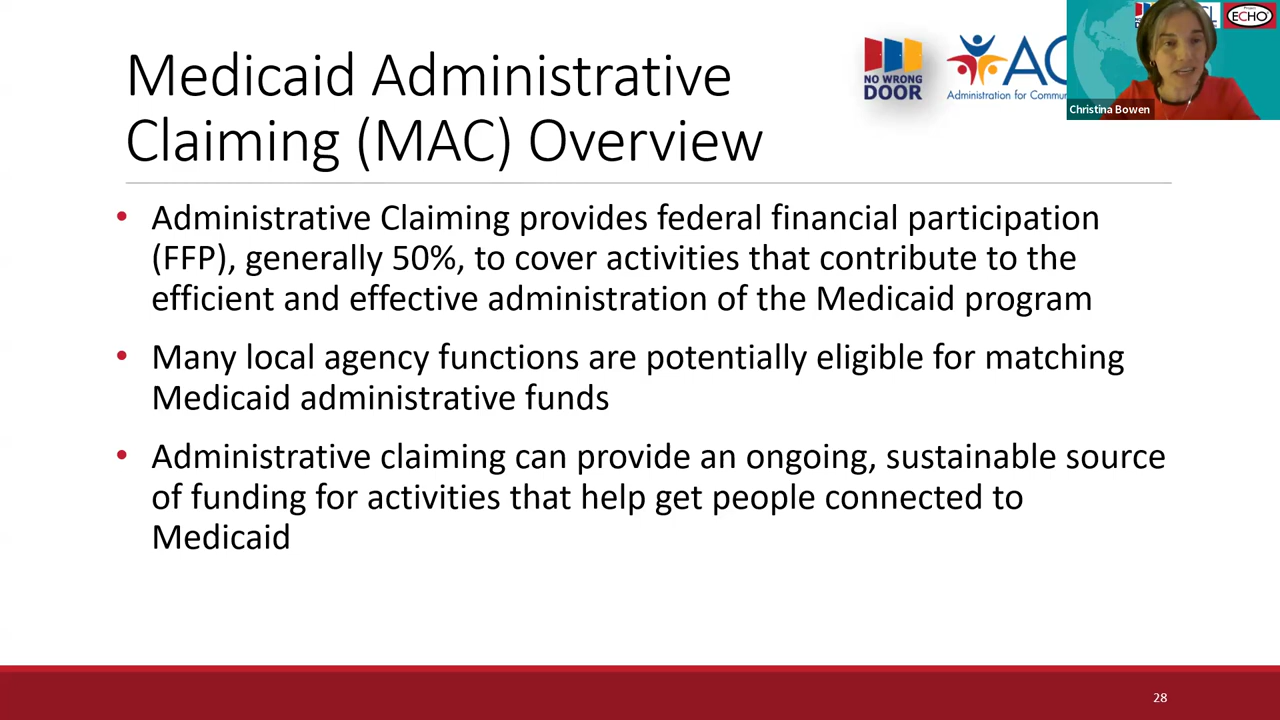 Medicaid Administrative
Claiming (MAC) Overview
NO WRONG
DOOR
Administration for
ECHO
Christina Bowen
• Administrative Claiming provides federal financial participation
(FFP), generally 50%, to cover activities that contribute to the
efficient and effective administration of the Medicaid program
• Many local agency functions are potentially eligible for matching
Medicaid administrative funds
• Administrative claiming can provide an ongoing, sustainable source
of funding for activities that help get people connected to
Medicaid
28